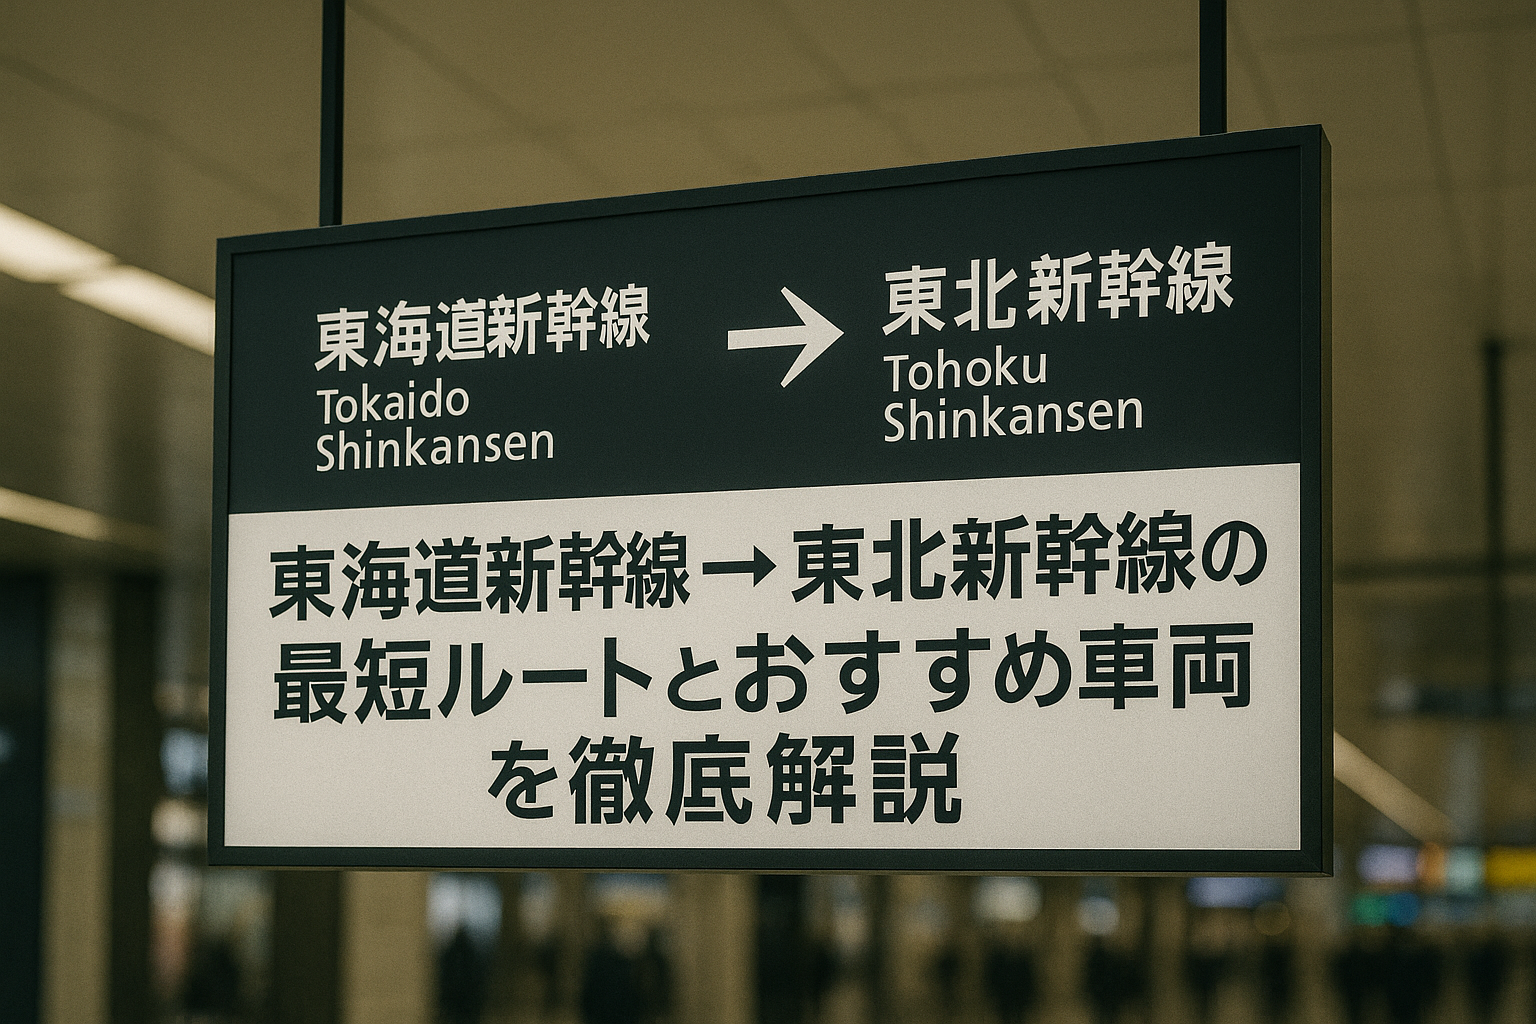 東海道新幹線 → 東北新幹線
Tokaido
Shinkansen
Tohoku
Shinkansen
東海道新幹線→東北新幹線の
最短ルートとおすすめ車両
を徹底解説